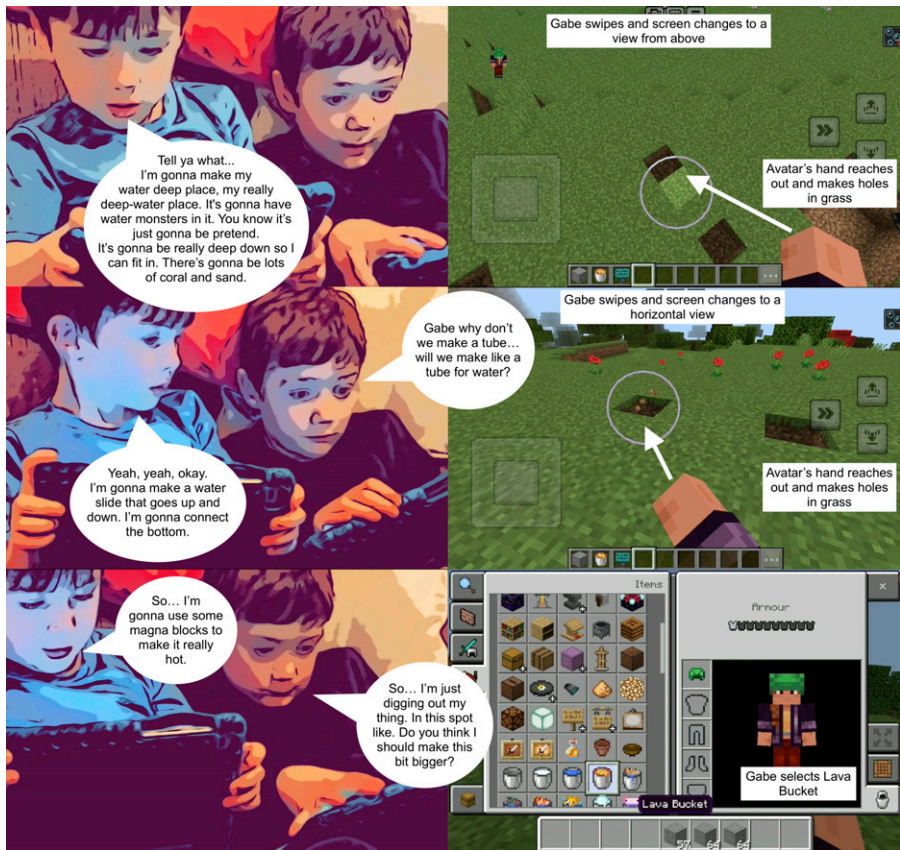 Tell ya what...
I'm gonna make my
water deep place, my really
deep-water place. It's gonna have
water monsters in it. You know it's
just gonna be pretend.
It's gonna be really deep down so I
can fit in. There's gonna be lots
of coral and sand.
Gabe swipes and screen changes to a
view from above
Avatar's hand reaches
out and makes holes
in grass
Gabe why don't
we make a tube…
will we make like a
tube for water?
Yeah, yeah, okay.
I'm gonna make a water
slide that goes up and
down. I'm gonna connect
the bottom.
Gabe swipes and screen changes to a
horizontal view
Avatar's hand reaches
out and makes holes
in grass
So… I'm
gonna use some
magna blocks to
make it really
hot.
So… I'm just
digging out my
thing. In this spot
like. Do you think I
should make this
bit bigger?
Items
Armour
Gabe selects Lava
Bucket
Lava Bucket
57 64 64